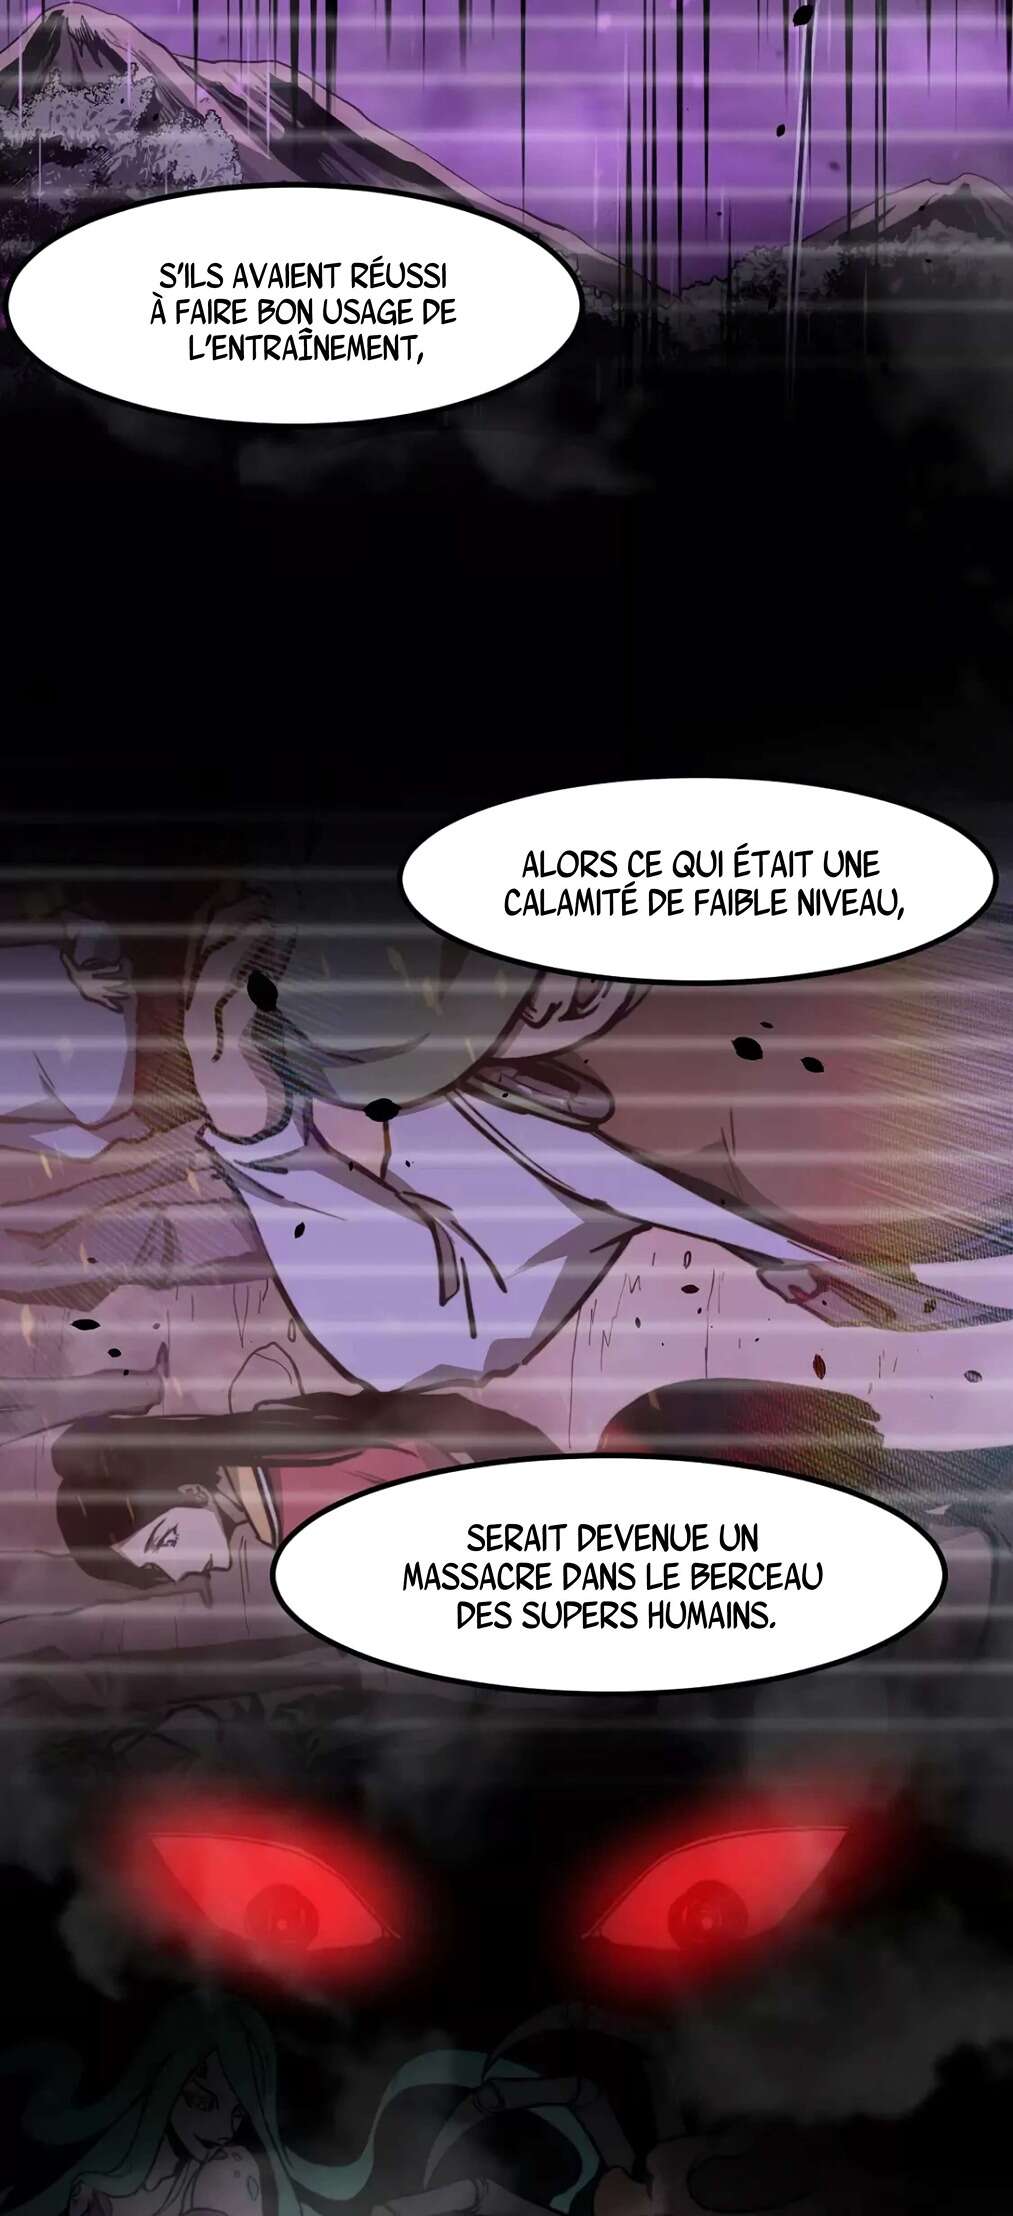 S'ILS AVAIENT RÉUSSI
À FAIRE BON USAGE DE
L'ENTRAÎNEMENT,
ALORS CE QUI ÉTAIT UNE
CALAMITÉ DE FAIBLE NIVEAU,
SERAIT DEVENUE UN
MASSACRE DANS LE BERCEAU
DES SUPERS HUMAINS.